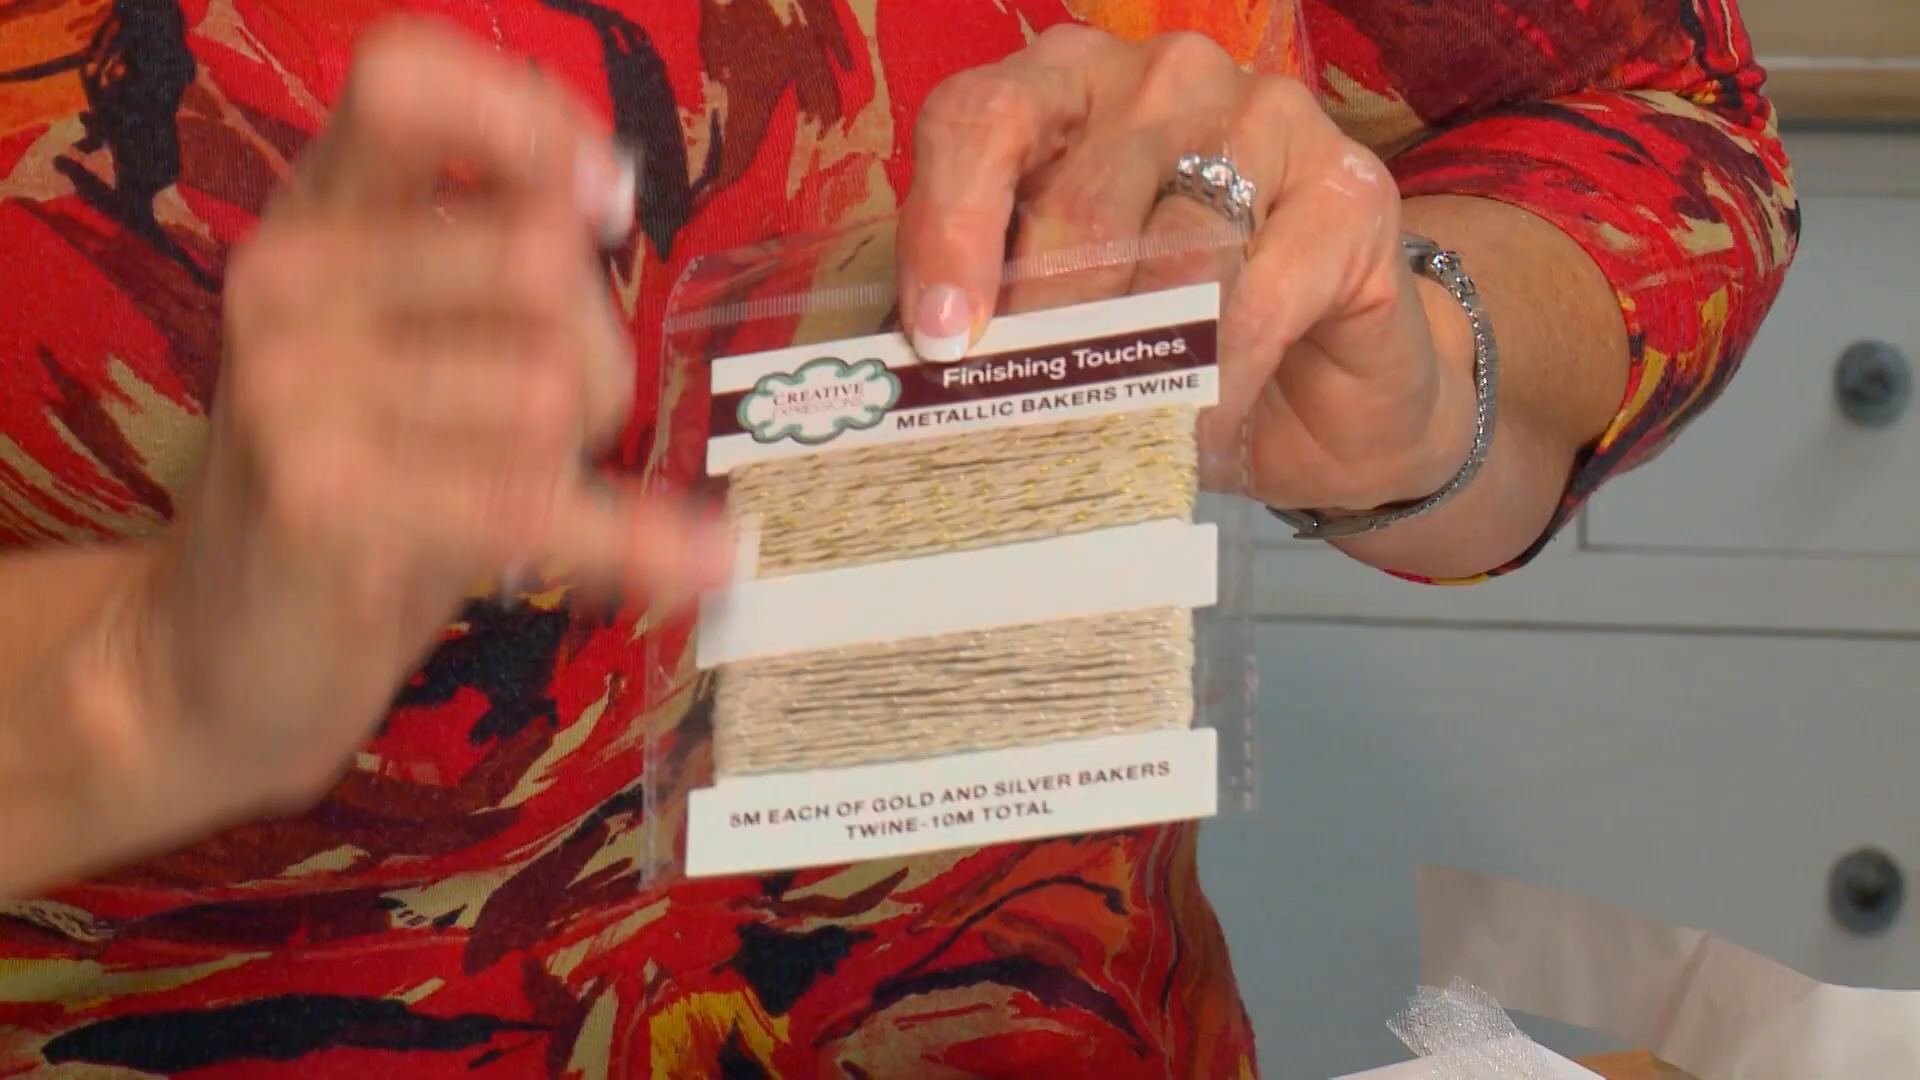 CREATIVE
EXPRESSIONS
Finishing Touches
METALLIC BAKERS TWINE
5M EACH OF GOLD AND SILVER BAKERS
TWINE-10M TOTAL